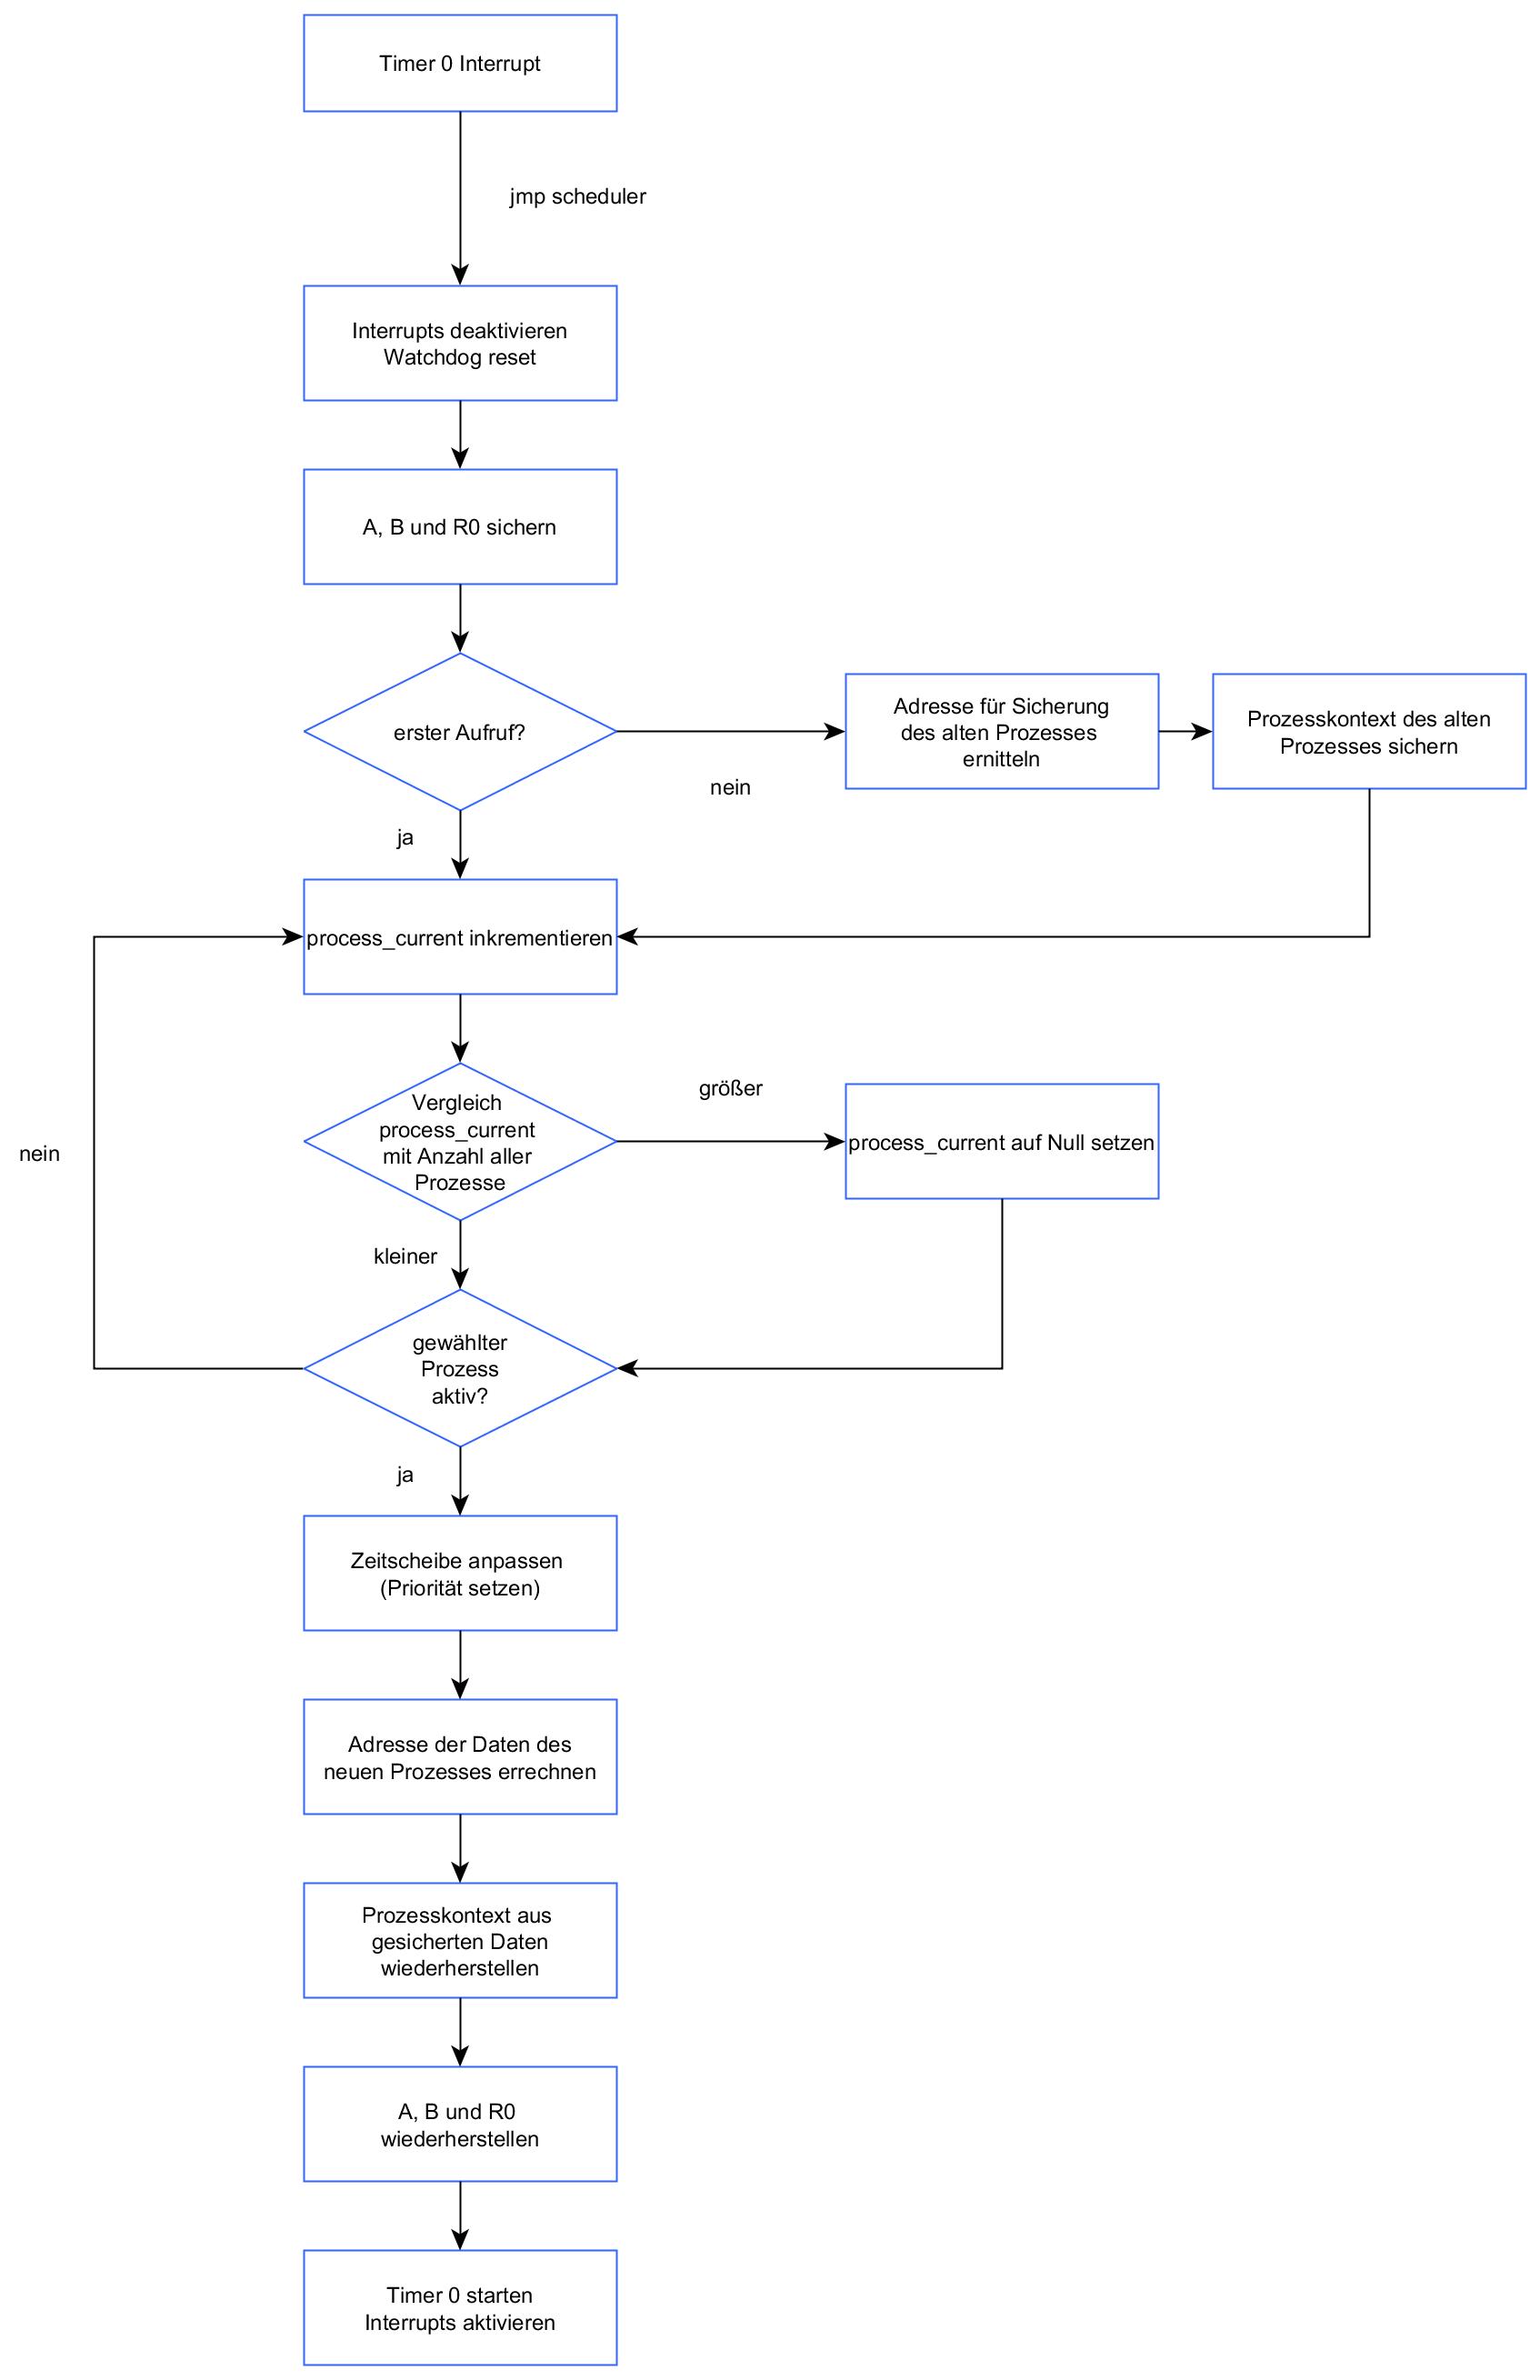 Timer 0 Interrupt
jmp scheduler
Interrupts deaktivieren
Watchdog reset
A, B und R0 sichern
erster Aufruf?
nein
Adresse für Sicherung
des alten Prozesses
ernitteln
Prozesskontext des alten
Prozesses sichern
ja
process_current inkrementieren
Vergleich
process_current
mit Anzahl aller
Prozesse
größer
process_current auf Null setzen
nein
kleiner
gewählter
Prozess
aktiv?
ja
Zeitscheibe anpassen
(Priorität setzen)
Adresse der Daten des
neuen Prozesses errechnen
Prozesskontext aus
gesicherten Daten
wiederherstellen
A, B und R0
wiederherstellen
Timer 0 starten
Interrupts aktivieren